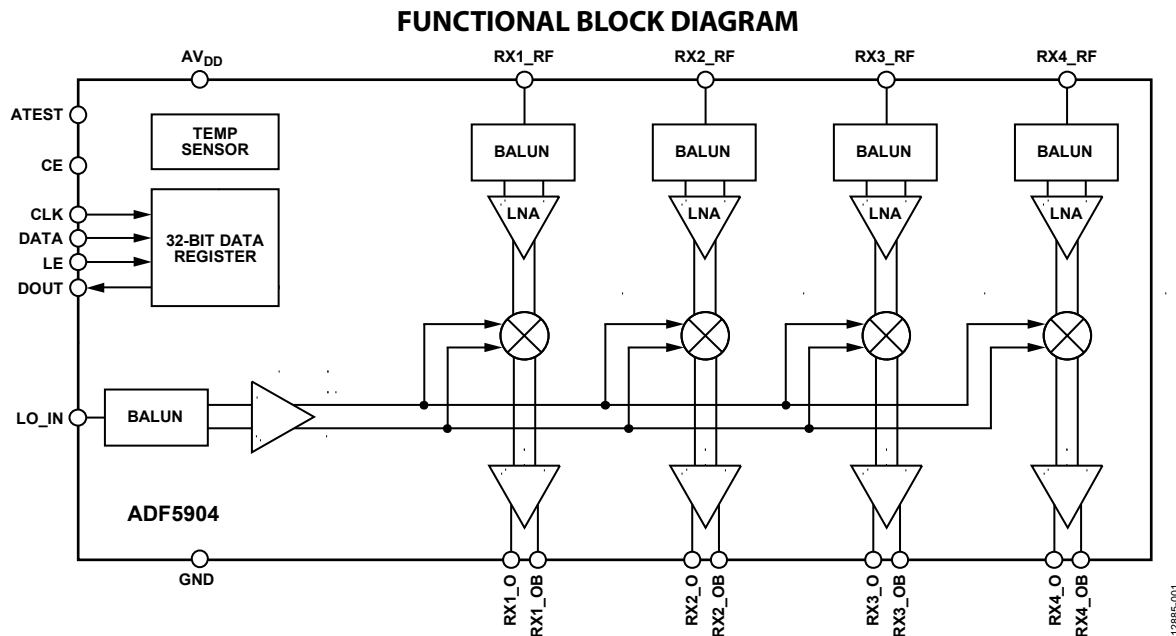 FUNCTIONAL BLOCK DIAGRAM
AVDD
RX1_RF
RX2_RF
RX3_RF
RX4_RF
ATEST
TEMP
SENSOR
BALUN
BALUN
BALUN
BALUN
CE
CLK
DATA
LE
DOUT
32-BIT DATA
REGISTER
LNA
LNA
LNA
LNA
LO_IN
BALUN
ADF5904
GND
RX1_O
RX1_OB
RX2_O
RX2_OB
RX3_O
RX3_OB
RX4_O
RX4_OB